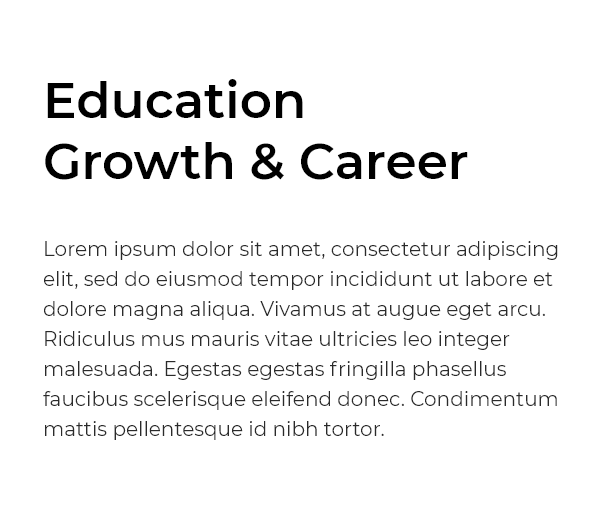 Education
Growth & Career
Lorem ipsum dolor sit amet, consectetur adipiscing
elit, sed do eiusmod tempor incididunt ut labore et
dolore magna aliqua. Vivamus at augue eget arcu.
Ridiculus mus mauris vitae ultricies leo integer
malesuada. Egestas egestas fringilla phasellus
faucibus scelerisque eleifend donec. Condimentum
mattis pellentesque id nibh tortor.